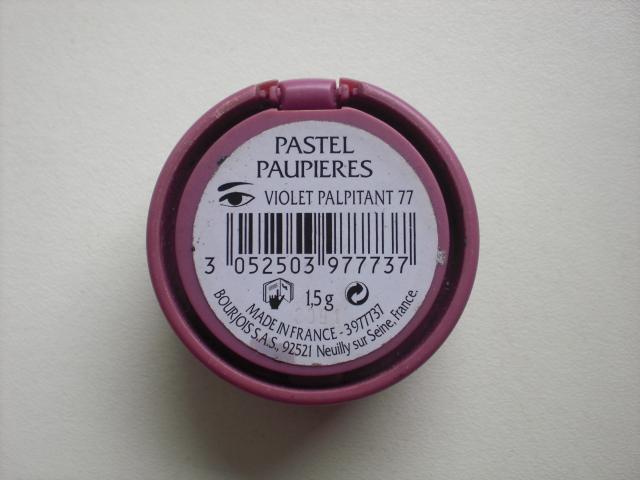 PASTEL
PAUPIERES
VIOLET PALPITANT 77
3 052503 977737
1,5 g
MADE IN FRANCE - 3977737
BOURJOIS S.A.S., 92521 Neuilly sur Seine, France.